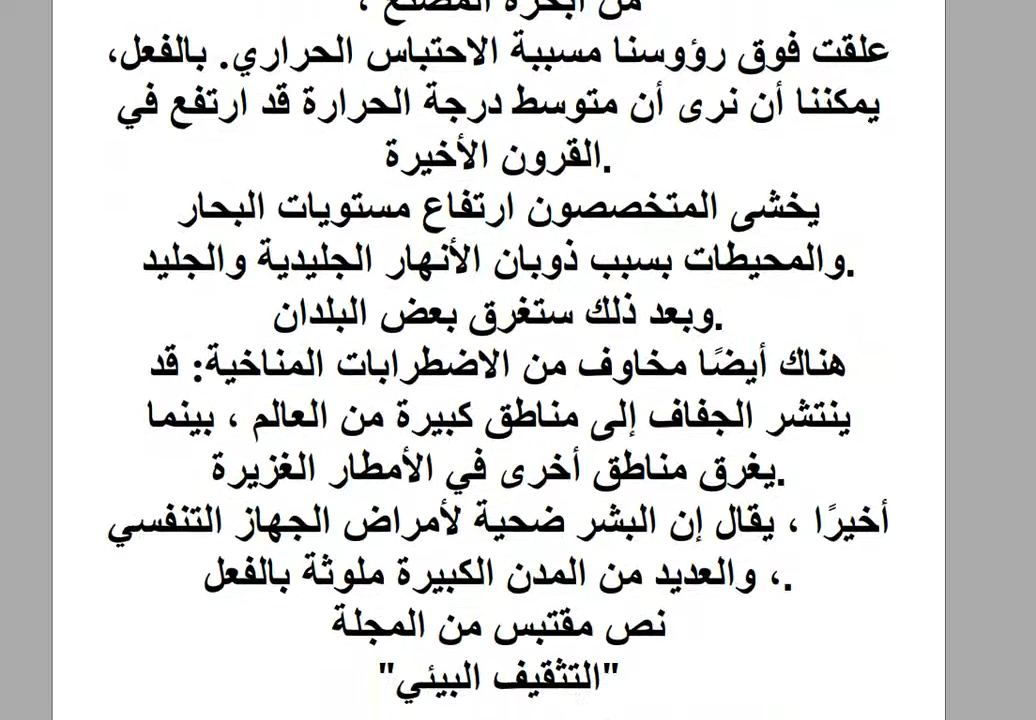 من أبخرة المصنع ،
علقت فوق رؤوسنا مسببة الاحتباس الحراري. بالفعل،
يمكننا أن نرى أن متوسط درجة الحرارة قد ارتفع في
.القرون الأخيرة
يخشى المتخصصون ارتفاع مستويات البحار
.والمحيطات بسبب ذوبان الأنهار الجليدية والجليد
.وبعد ذلك ستغرق بعض البلدان
هناك أيضًا مخاوف من الاضطرابات المناخية: قد
ينتشر الجفاف إلى مناطق كبيرة من العالم ، بينما
.يغرق مناطق أخرى في الأمطار الغزيرة
أخيرًا ، يقال إن البشر ضحية لأمراض الجهاز التنفسي
.، والعديد من المدن الكبيرة ملوثة بالفعل
نص مقتبس من المجلة
"التثقيف البيئي"